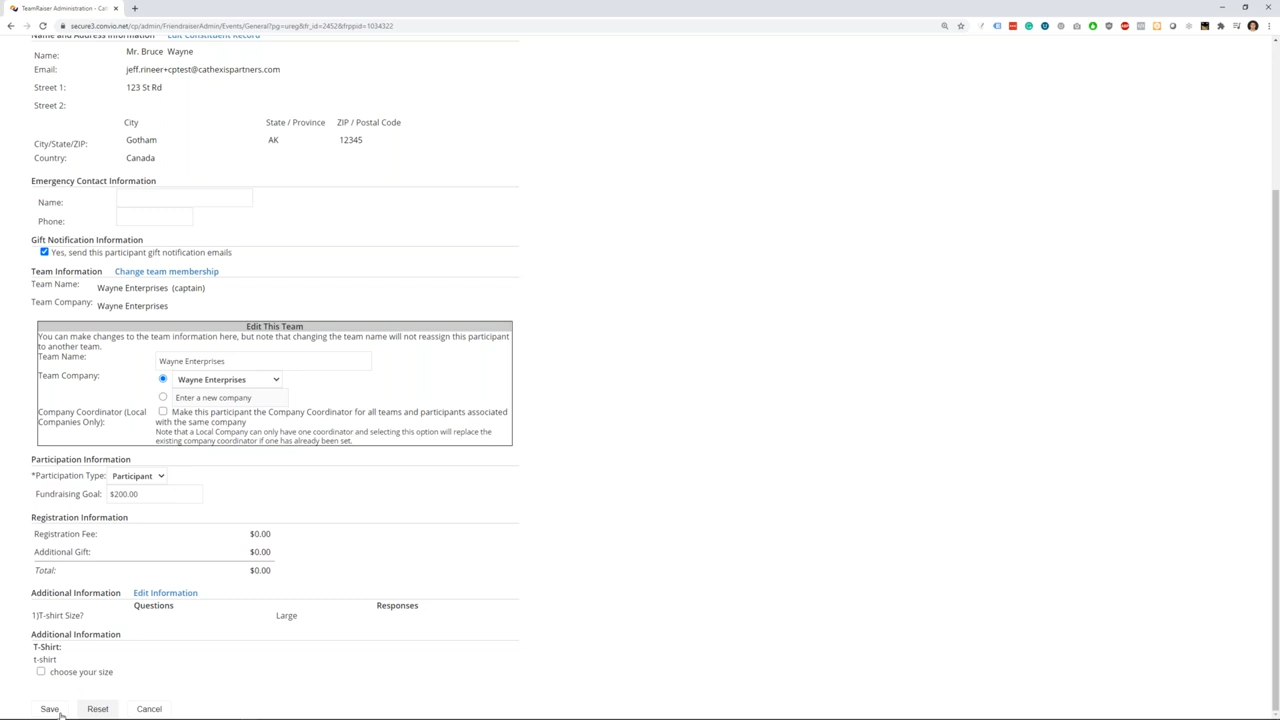 TeamRaiser Administration - Cath
secure3.convio.net/cp/admin/FriendraiserAdmin/Events/General?pg=ureg&fr_id=2452&frppid=1034322
Name and Address Information Edit Constituent Record
Name: Mr. Bruce Wayne
Email: jeff.rineer+cptest@cathexispartners.com
Street 1: 123 St Rd
Street 2:
City State / Province ZIP / Postal Code
City/State/ZIP: Gotham AK 12345
Country: Canada
Emergency Contact Information
Name:
Phone:
Gift Notification Information
Yes, send this participant gift notification emails
Team Information Change team membership
Team Name: Wayne Enterprises (captain)
Team Company: Wayne Enterprises
Edit This Team
You can make changes to the team information here, but note that changing the team name will not reassign this participant
to another team.
Team Name: Wayne Enterprises
Team Company: Wayne Enterprises
Enter a new company
Company Coordinator (Local Make this participant the Company Coordinator for all teams and participants associated
Companies Only): with the same company
Note that a Local Company can only have one coordinator and selecting this option will replace the
existing company coordinator if one has already been set.
Participation Information
*Participation Type: Participant
Fundraising Goal: $200.00
Registration Information
Registration Fee: $0.00
Additional Gift: $0.00
Total: $0.00
Additional Information Edit Information
Questions Responses
1)T-shirt Size? Large
Additional Information
T-Shirt:
t-shirt
choose your size
Save Reset Cancel